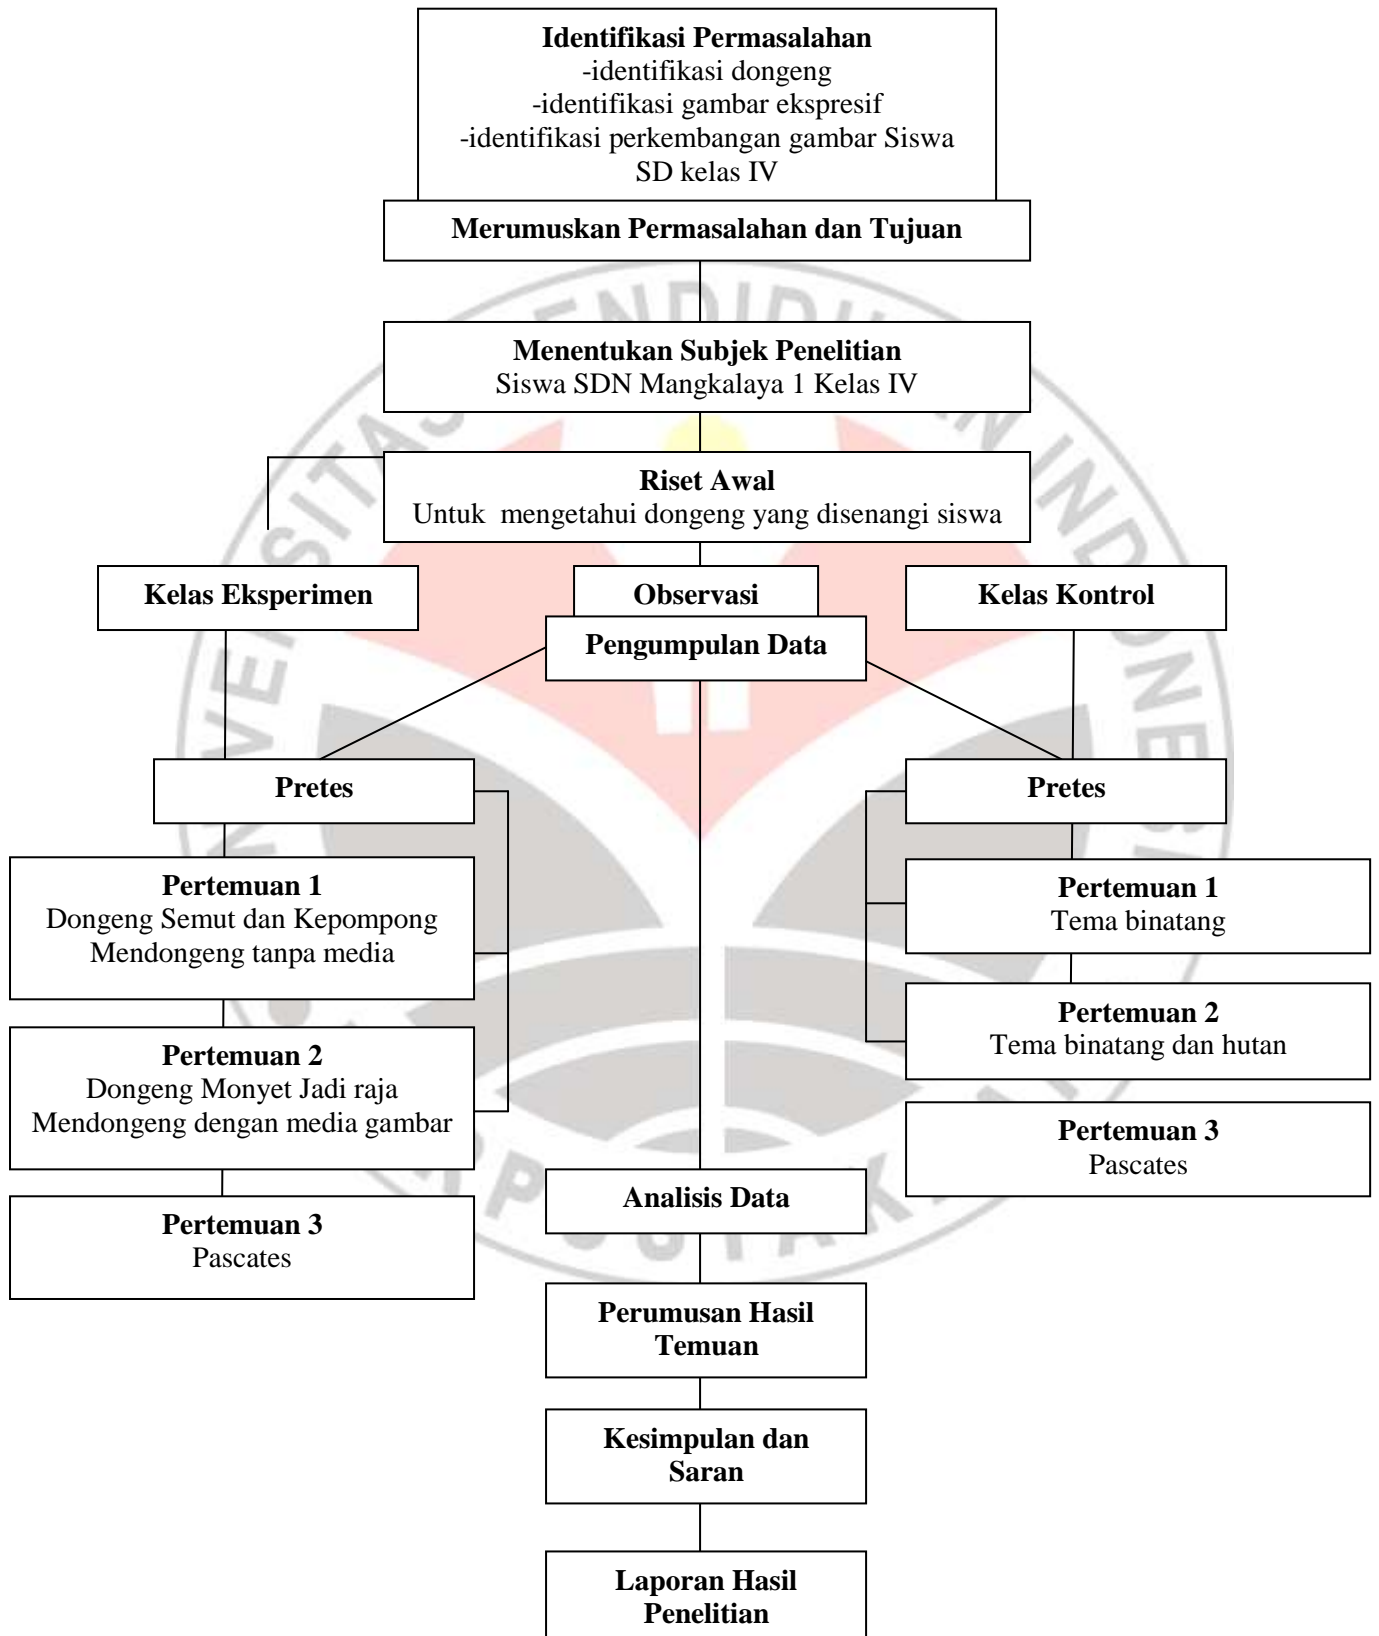 Identifikasi Permasalahan
-identifikasi dongeng
-identifikasi gambar ekspresif
-identifikasi perkembangan gambar Siswa
SD kelas IV
Merumuskan Permasalahan dan Tujuan
Menentukan Subjek Penelitian
Siswa SDN Mangkalaya 1 Kelas IV
Riset Awal
Untuk mengetahui dongeng yang disenangi siswa
Kelas Eksperimen
Observasi
Kelas Kontrol
Pengumpulan Data
Pretes
Pretes
Pertemuan 1
Dongeng Semut dan Kepompong
Mendongeng tanpa media
Pertemuan 1
Tema binatang
Pertemuan 2
Dongeng Monyet Jadi raja
Mendongeng dengan media gambar
Pertemuan 2
Tema binatang dan hutan
Pertemuan 3
Pascates
Pertemuan 3
Pascates
Analisis Data
Perumusan Hasil
Temuan
Kesimpulan dan
Saran
Laporan Hasil
Penelitian